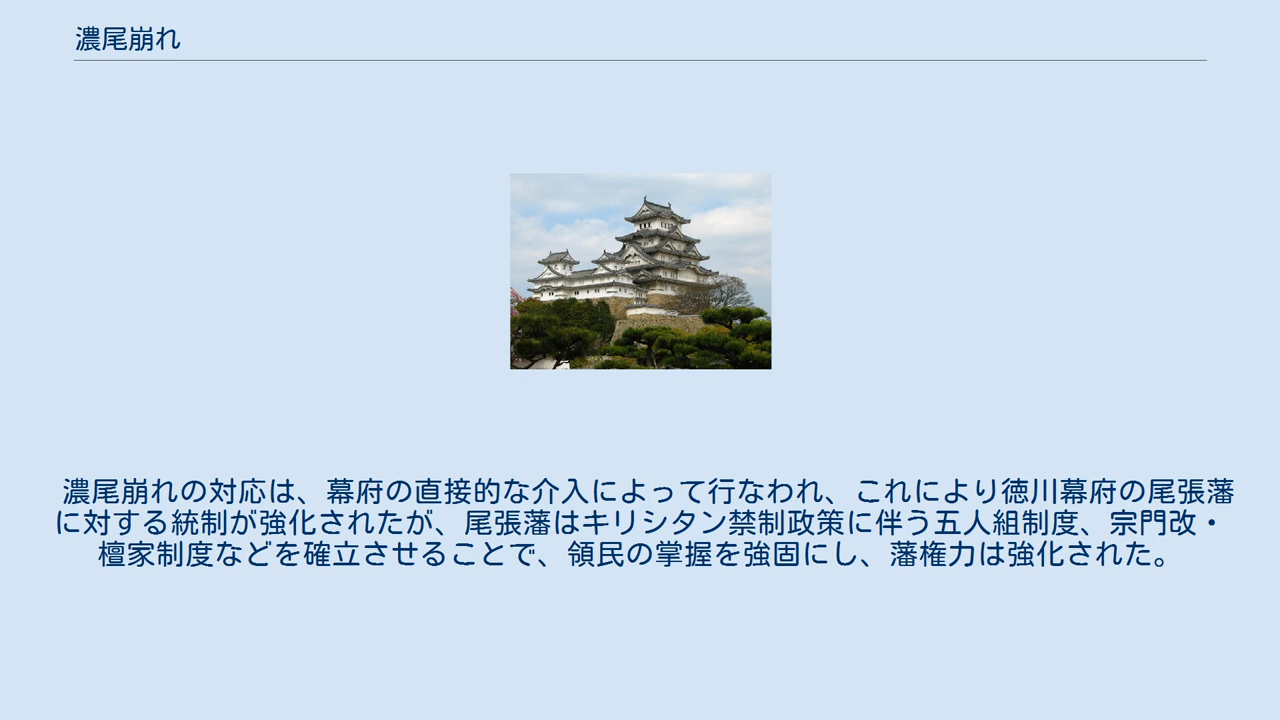 濃尾崩れ
濃尾崩れの対応は、幕府の直接的な介入によって行なわれ、これにより徳川幕府の尾張藩
に対する統制が強化されたが、尾張藩はキリシタン禁制政策に伴う五人組制度、宗門改・
檀家制度などを確立させることで、領民の掌握を強固にし、藩権力は強化された。